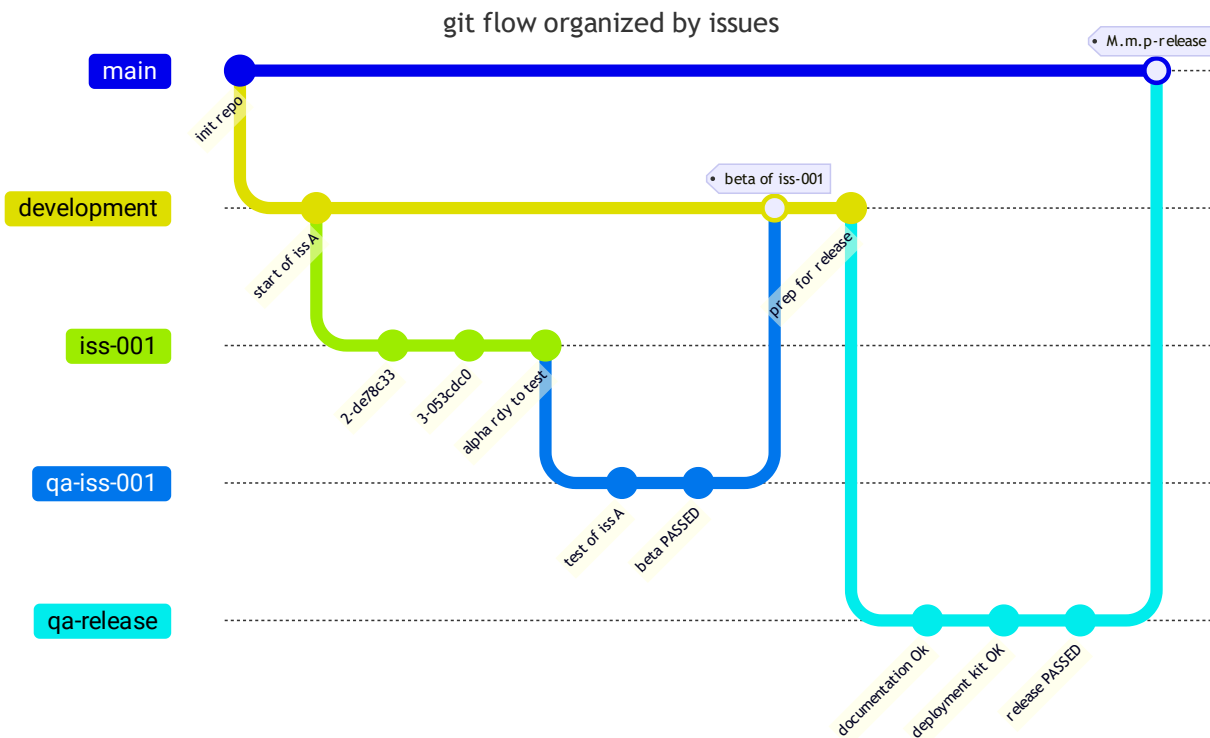 git flow organized by issues
M.m.p-release
main
init repo
beta of iss-001
development
start of iss A
prep for release
iss-001
2-de78c33
3-053cdc0
alpha rdy to test
qa-iss-001
test of iss A
beta PASSED
qa-release
documentation Ok
deployment kit OK
release PASSED